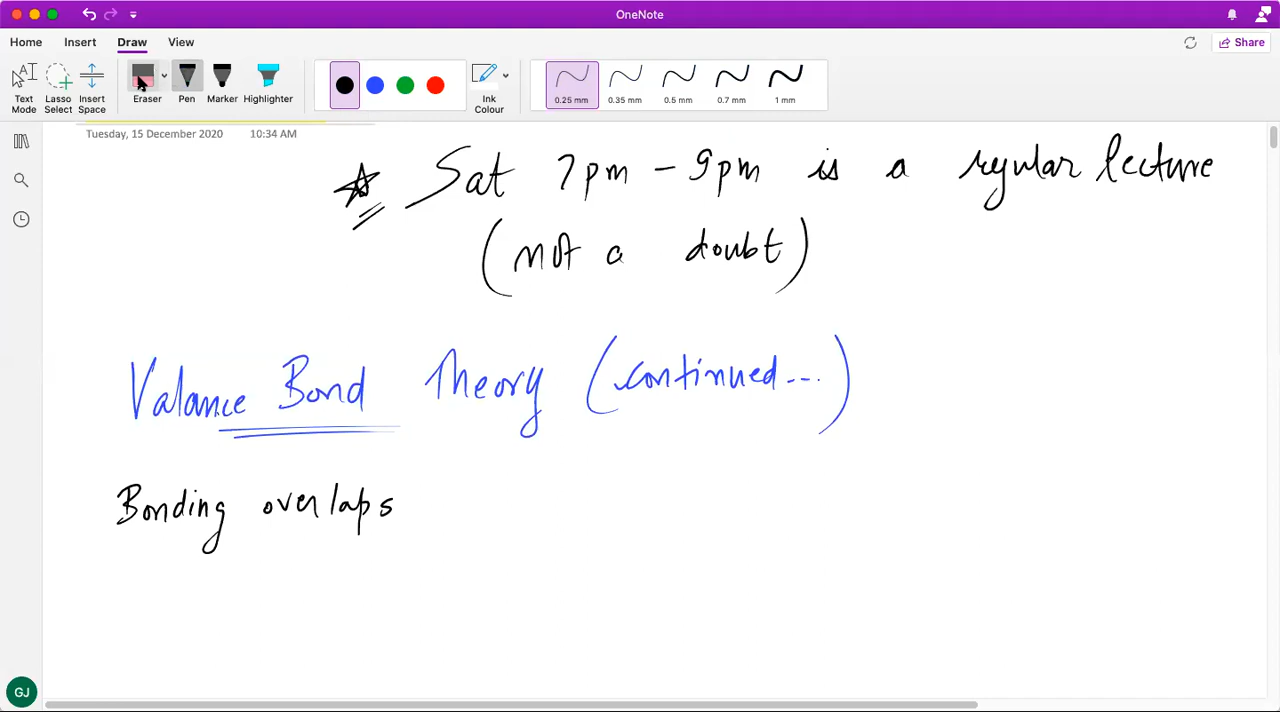 OneNote
Home Insert Draw View
Share
Text Mode
Lasso Select
Insert Space
Eraser
Pen
Marker
Highlighter
Ink Colour
0.25 mm 0.35 mm 0.5 mm 0.7 mm 1 mm
Tuesday, 15 December 2020 10:34 AM
Sat 7pm - 9pm is a regular lecture
(not a doubt)
Valance Bond Theory (continued...)
Bonding overlaps
GJ